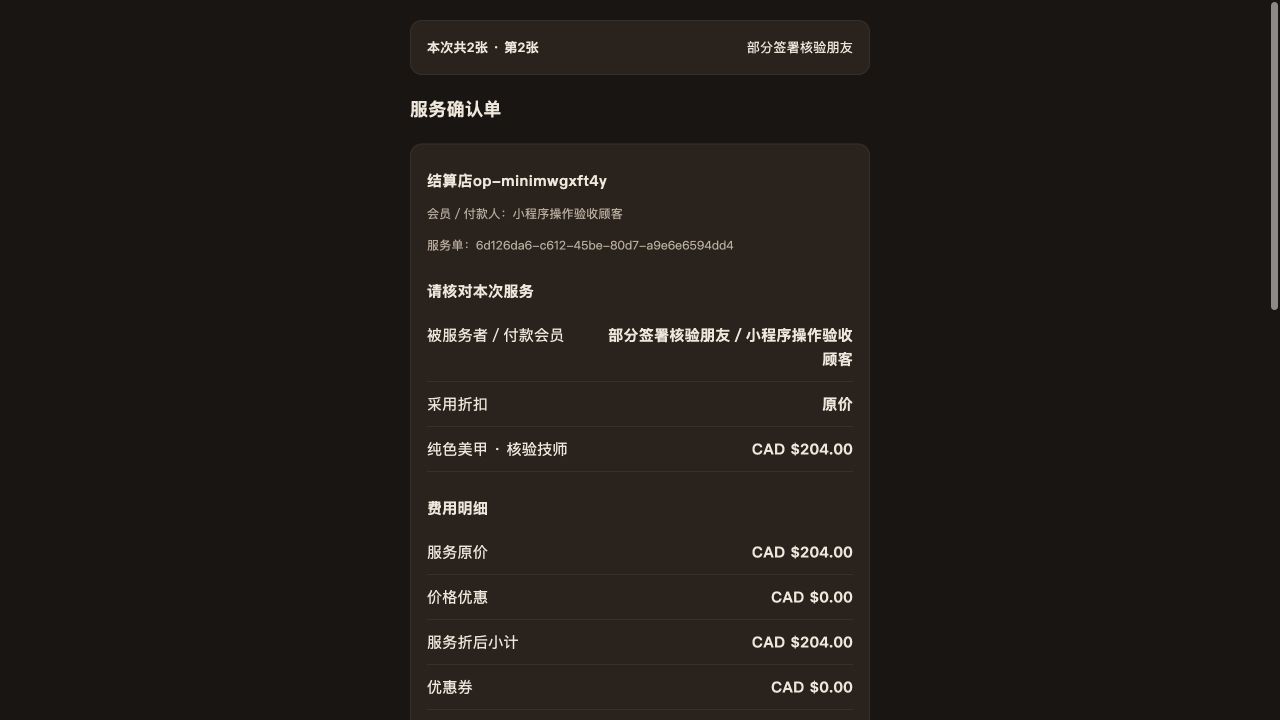 本次共2张 · 第2张
部分签署核验朋友
服务确认单
结算店op-minimwgxft4y
会员 / 付款人：小程序操作验收顾客
服务单：6d126da6-c612-45be-80d7-a9e6e6594dd4
请核对本次服务
被服务者 / 付款会员
部分签署核验朋友 / 小程序操作验收
顾客
采用折扣
原价
纯色美甲 · 核验技师
CAD $204.00
费用明细
服务原价
CAD $204.00
价格优惠
CAD $0.00
服务折后小计
CAD $204.00
优惠券
CAD $0.00